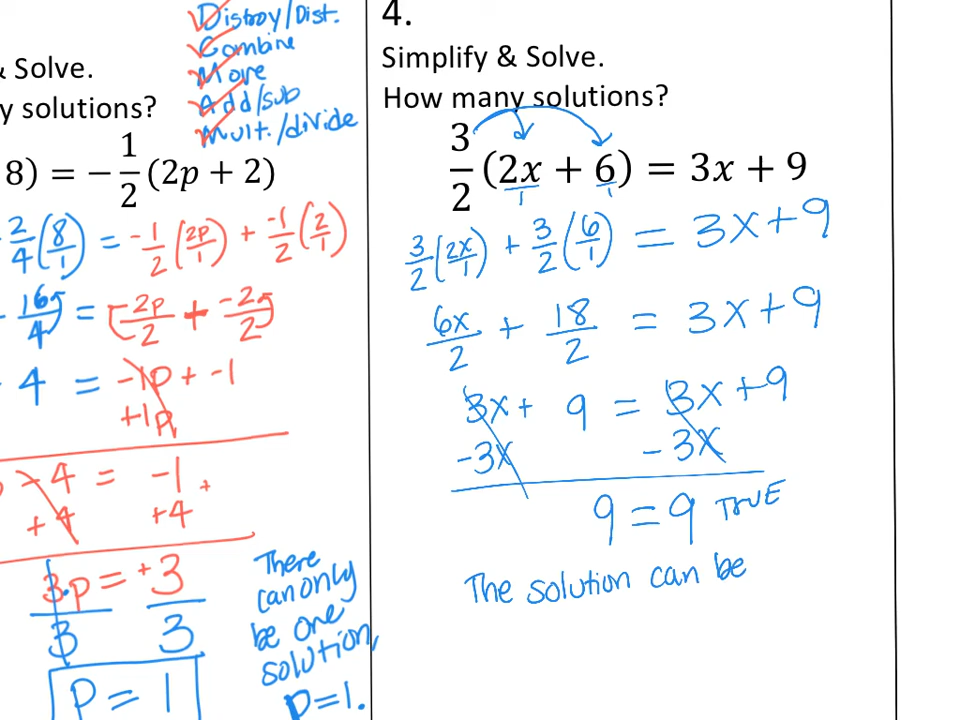 Distroy/Dist.
Combine
Move
Add/sub
Mult./divide
& Solve.
y solutions?
8) = −1/2(2p + 2)
2/4(8/1) = -1/2(2p/1) + -1/2(2/1)
- 16/4 = -2p/2 + -2/2
4 = -1p + -1
+1p
-4 = -1
+4 +4
3·p = +3
3 3
p = 1
There
can only
be one
solution,
p=1.
4.
Simplify & Solve.
How many solutions?
3/2(2x + 6) = 3x + 9
1 1
3/2(2x/1) + 3/2(6/1) = 3x+9
6x/2 + 18/2 = 3x+9
3x + 9 = 3x+9
-3x -3x
9 = 9 TRUE
The solution can be